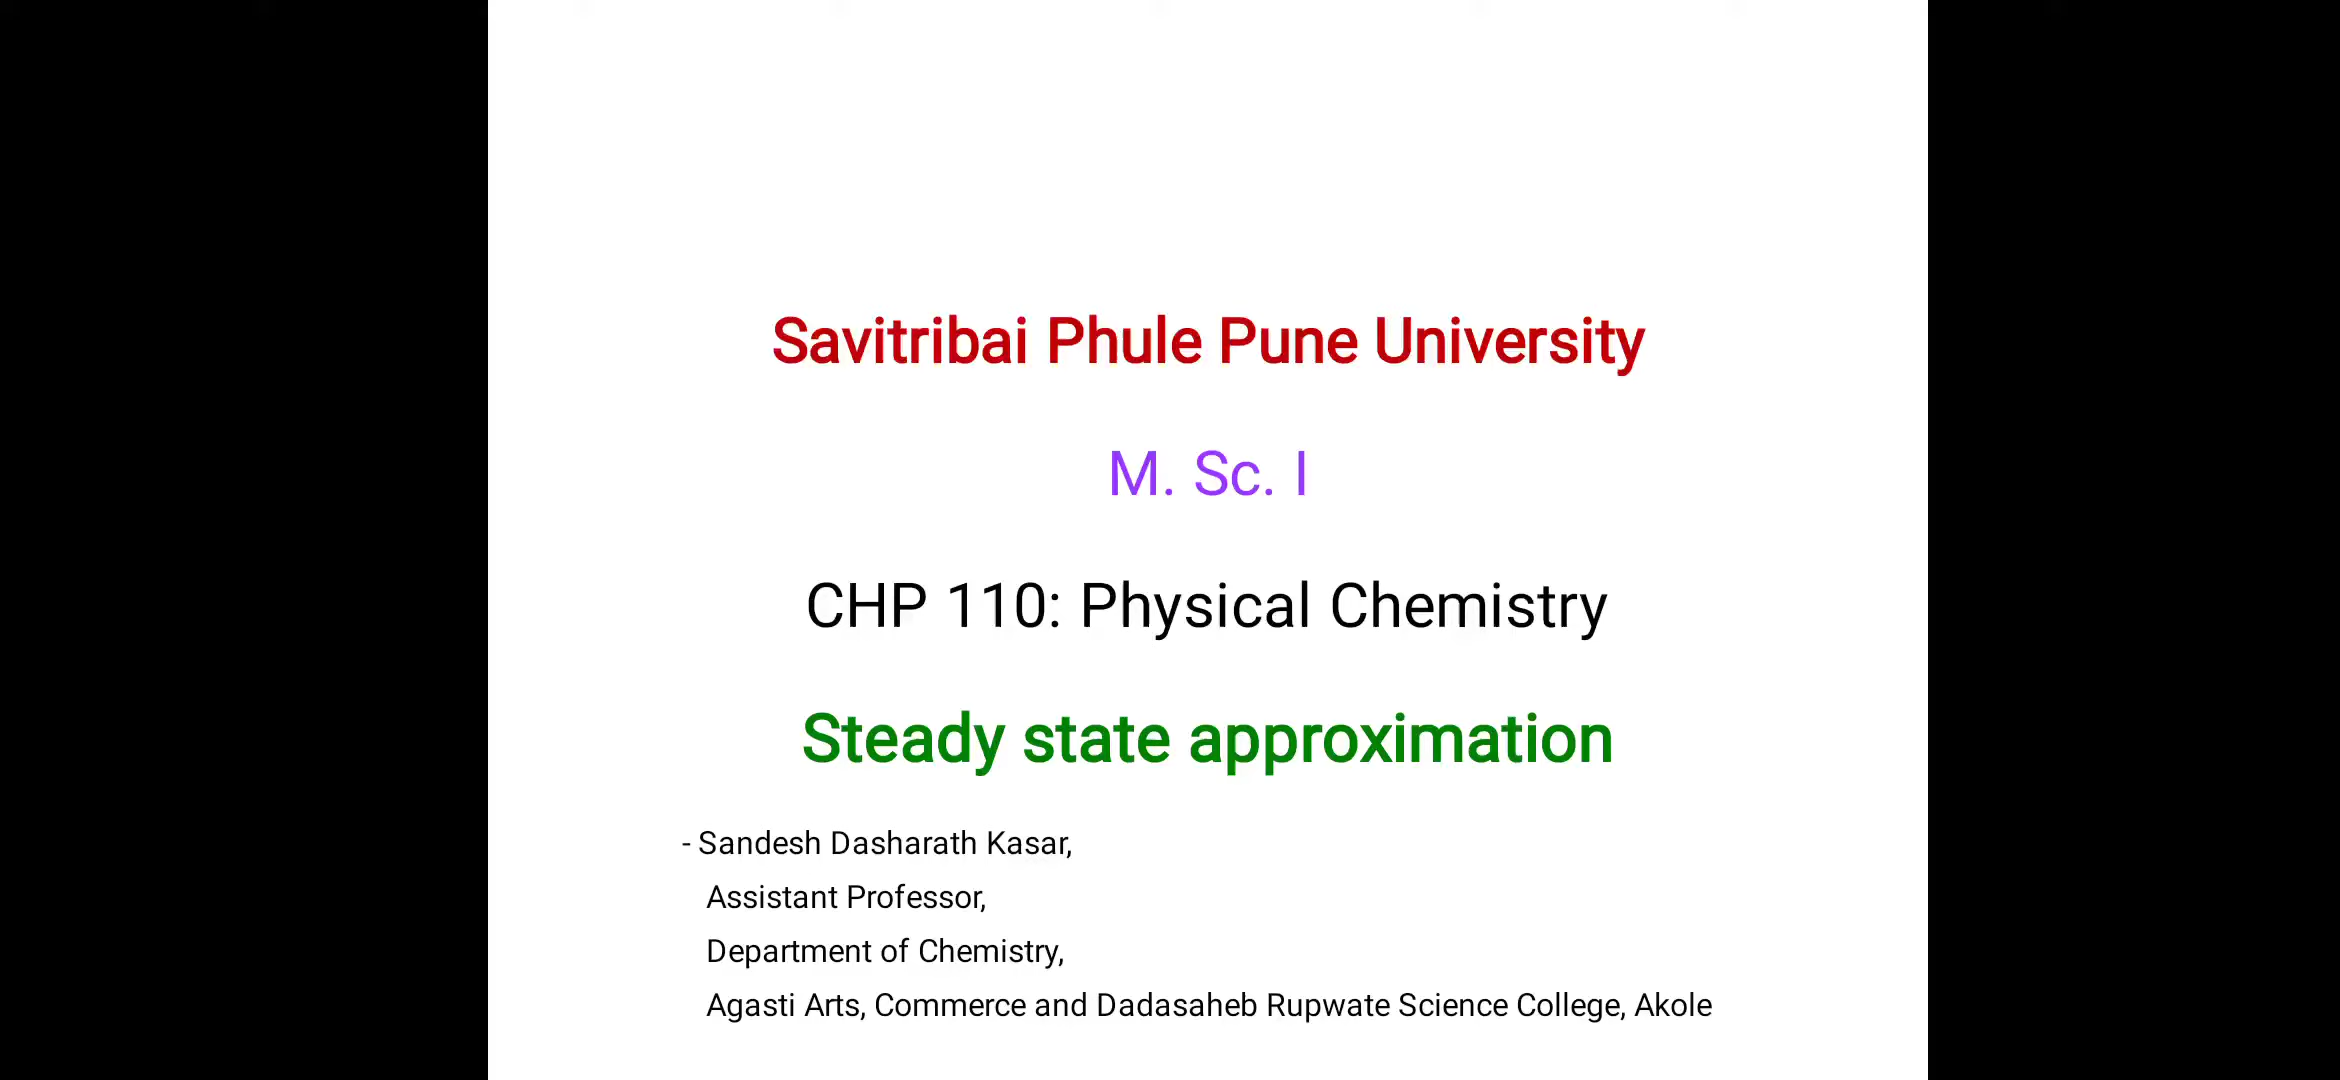 Savitribai Phule Pune University
M. Sc. I
CHP 110: Physical Chemistry
Steady state approximation
- Sandesh Dasharath Kasar,
Assistant Professor,
Department of Chemistry,
Agasti Arts, Commerce and Dadasaheb Rupwate Science College, Akole